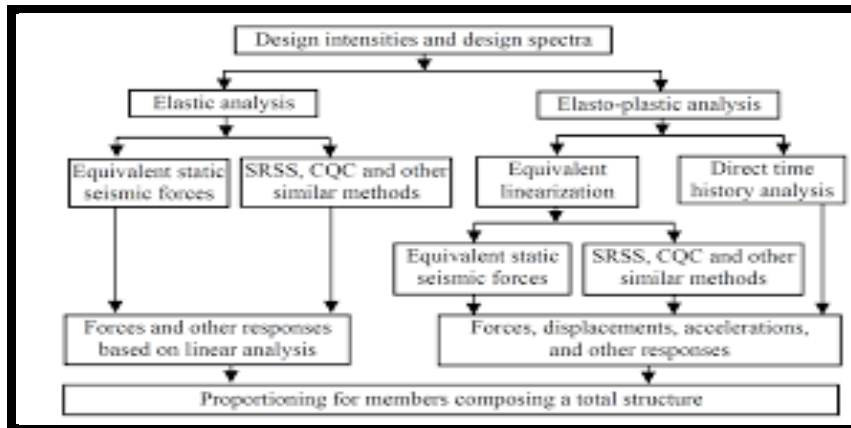 Design intensities and design spectra
Elastic analysis
Elasto-plastic analysis
Equivalent static
seismic forces
SRSS, CQC and other
similar methods
Equivalent
linearization
Direct time
history analysis
Equivalent static
seismic forces
SRSS, CQC and other
similar methods
Forces and other responses
based on linear analysis
Forces, displacements, accelerations,
and other responses
Proportioning for members composing a total structure